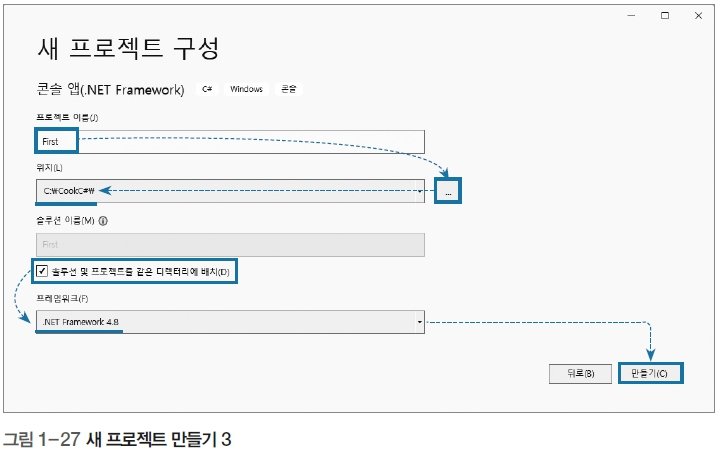 새 프로젝트 구성
콘솔 앱(.NET Framework) C# Windows 콘솔
프로젝트 이름(J)
First
위치(L)
C:₩CookC#₩
...
솔루션 이름(M)
First
솔루션 및 프로젝트를 같은 디렉터리에 배치(D)
프레임워크(F)
.NET Framework 4.8
뒤로(B) 만들기(C)
그림 1-27 새 프로젝트 만들기 3